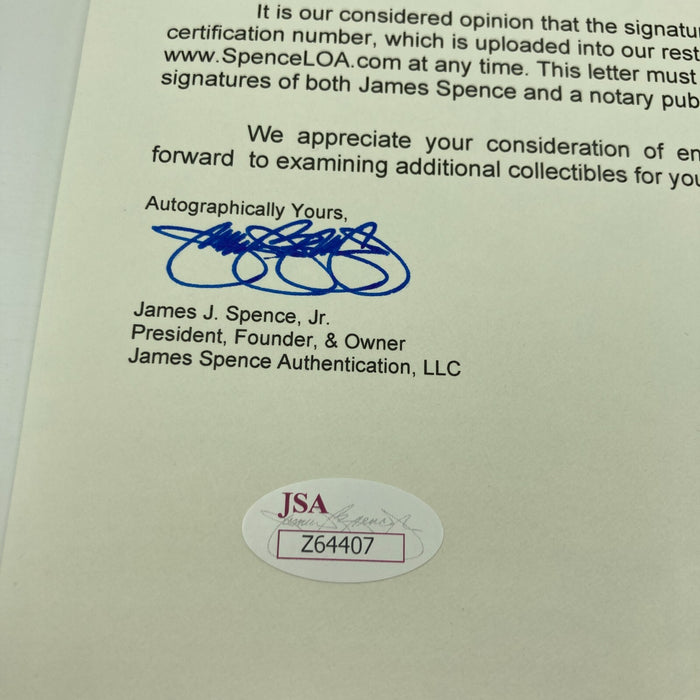 It is our considered opinion that the signatur
certification number, which is uploaded into our rest
www.SpenceLOA.com at any time. This letter must
signatures of both James Spence and a notary pub
We appreciate your consideration of en
forward to examining additional collectibles for you
Autographically Yours,
James J. Spence, Jr.
President, Founder, & Owner
James Spence Authentication, LLC
JSA
Z64407